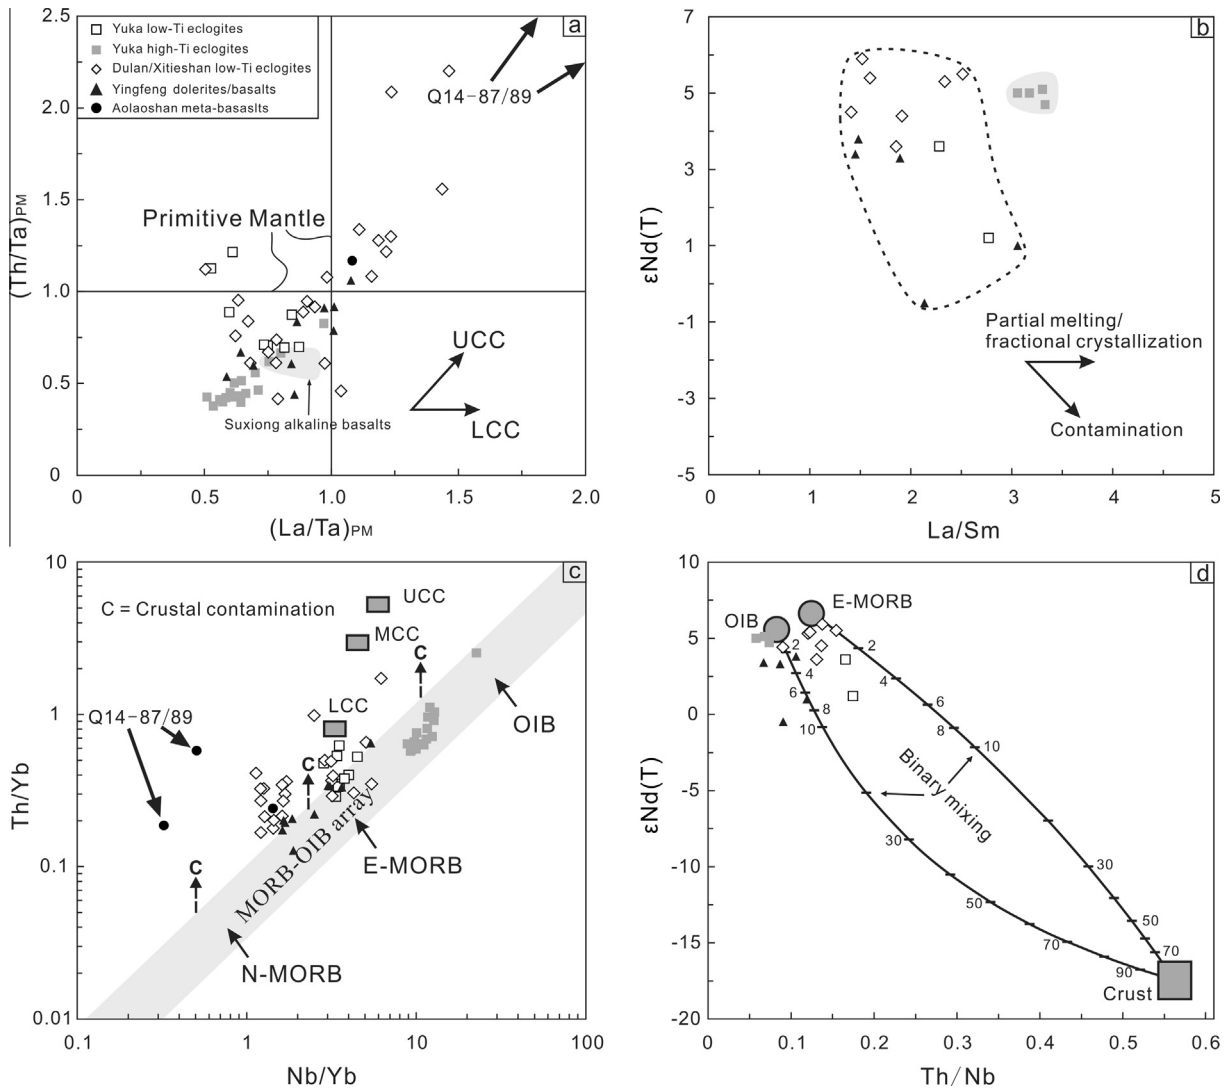 a
Yuka low-Ti eclogites
Yuka high-Ti eclogites
Dulan/Xitieshan low-Ti eclogites
Yingfeng dolerites/basalts
Aolaoshan meta-basaslts
Q14-87/89
Primitive Mantle
UCC
LCC
Suxiong alkaline basalts
2.5
2.0
1.5
1.0
0.5
0
(Th/Ta)PM
0
0.5
1.0
1.5
2.0
(La/Ta)PM
b
7
5
3
1
-1
-3
-5
εNd(T)
Partial melting/
fractional crystallization
Contamination
0
1
2
3
4
5
La/Sm
c
C = Crustal contamination
UCC
MCC
C
LCC
OIB
Q14-87/89
C
C
MORB-OIB array
E-MORB
N-MORB
10
1
0.1
0.01
Th/Yb
0.1
1
10
100
Nb/Yb
d
OIB
E-MORB
2
4
6
8
10
30
50
70
90
2
4
6
8
10
30
50
70
Binary mixing
Crust
10
5
0
-5
-10
-15
-20
εNd(T)
0
0.1
0.2
0.3
0.4
0.5
0.6
Th/Nb